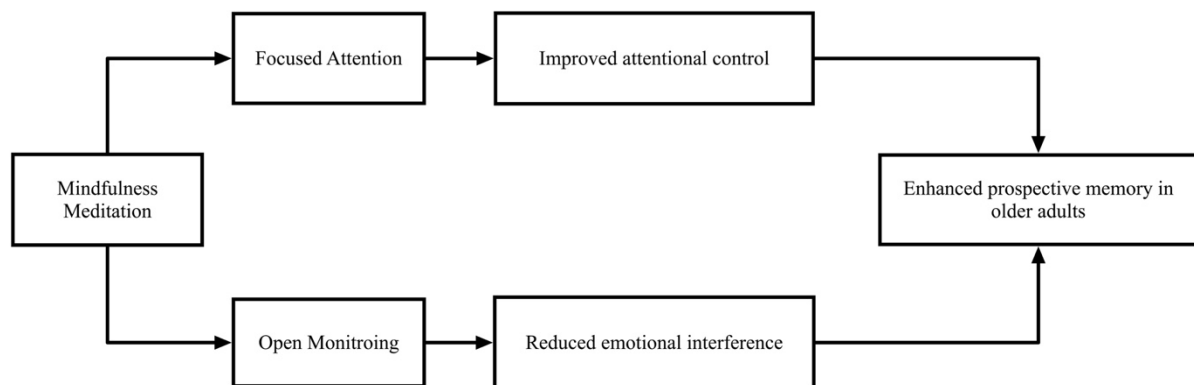 Focused Attention
Improved attentional control
Mindfulness
Meditation
Enhanced prospective memory in
older adults
Open Monitroing
Reduced emotional interference